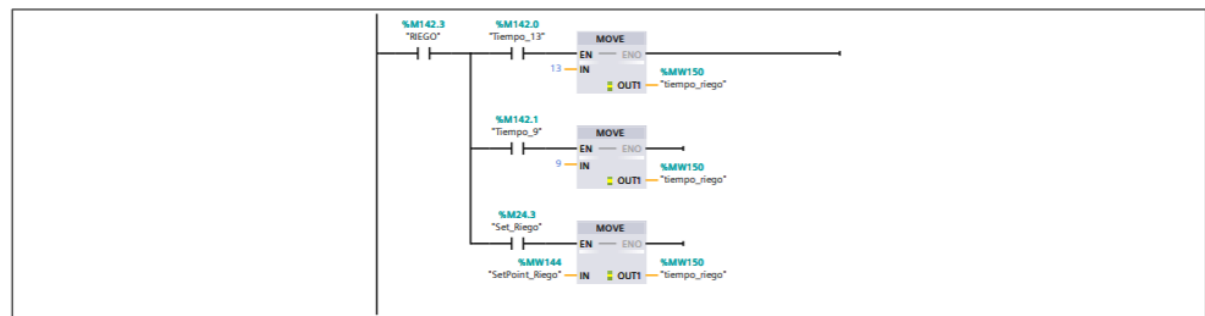 %M142.3 %M142.0
"RIEGO" "Tiempo_13" MOVE
EN ENO
13 IN %MW150
OUT1 "tiempo_riego"
%M142.1
"Tiempo_9" MOVE
EN ENO
9 IN %MW150
OUT1 "tiempo_riego"
%M24.3
"Set_Riego" MOVE
EN ENO
%MW144 %MW150
"SetPoint_Riego" IN OUT1 "tiempo_riego"